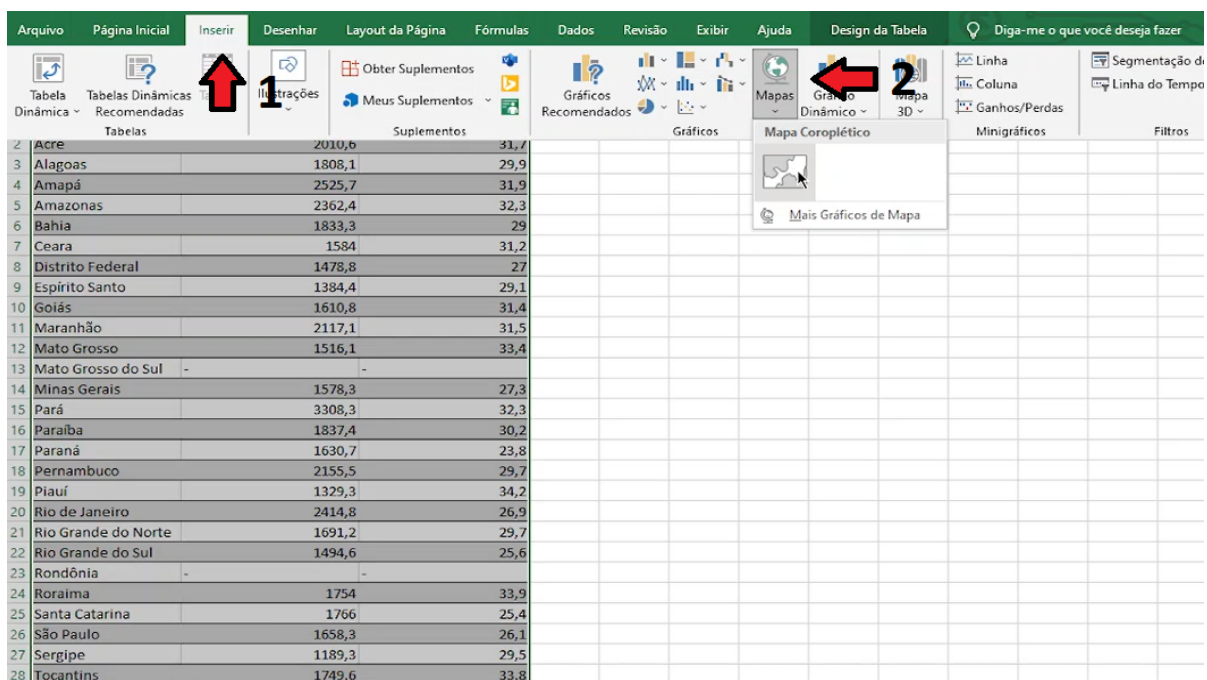 Arquivo Página Inicial Inserir Desenhar Layout da Página Fórmulas Dados Revisão Exibir Ajuda Design da Tabela Diga-me o que você deseja fazer
Tabela Dinâmica
Tabelas Dinâmicas Recomendadas
Tabelas
1
Ilustrações
Obter Suplementos
Meus Suplementos
Suplementos
Gráficos Recomendados
Gráficos
Mapas
2
Gráfico Dinâmico
Mapa 3D
Linha
Coluna
Ganhos/Perdas
Minigráficos
Segmentação d
Linha do Tempo
Filtros
Mapa Coroplético
Mais Gráficos de Mapa
2 Acre 2010,6 31,7
3 Alagoas 1808,1 29,9
4 Amapá 2525,7 31,9
5 Amazonas 2362,4 32,3
6 Bahia 1833,3 29
7 Ceara 1584 31,2
8 Distrito Federal 1478,8 27
9 Espírito Santo 1384,4 29,1
10 Goiás 1610,8 31,4
11 Maranhão 2117,1 31,5
12 Mato Grosso 1516,1 33,4
13 Mato Grosso do Sul - -
14 Minas Gerais 1578,3 27,3
15 Pará 3308,3 32,3
16 Paraíba 1837,4 30,2
17 Paraná 1630,7 23,8
18 Pernambuco 2155,5 29,7
19 Piauí 1329,3 34,2
20 Rio de Janeiro 2414,8 26,9
21 Rio Grande do Norte 1691,2 29,7
22 Rio Grande do Sul 1494,6 25,6
23 Rondônia - -
24 Roraima 1754 33,9
25 Santa Catarina 1766 25,4
26 São Paulo 1658,3 26,1
27 Sergipe 1189,3 29,5
28 Tocantins 1749,6 33,8